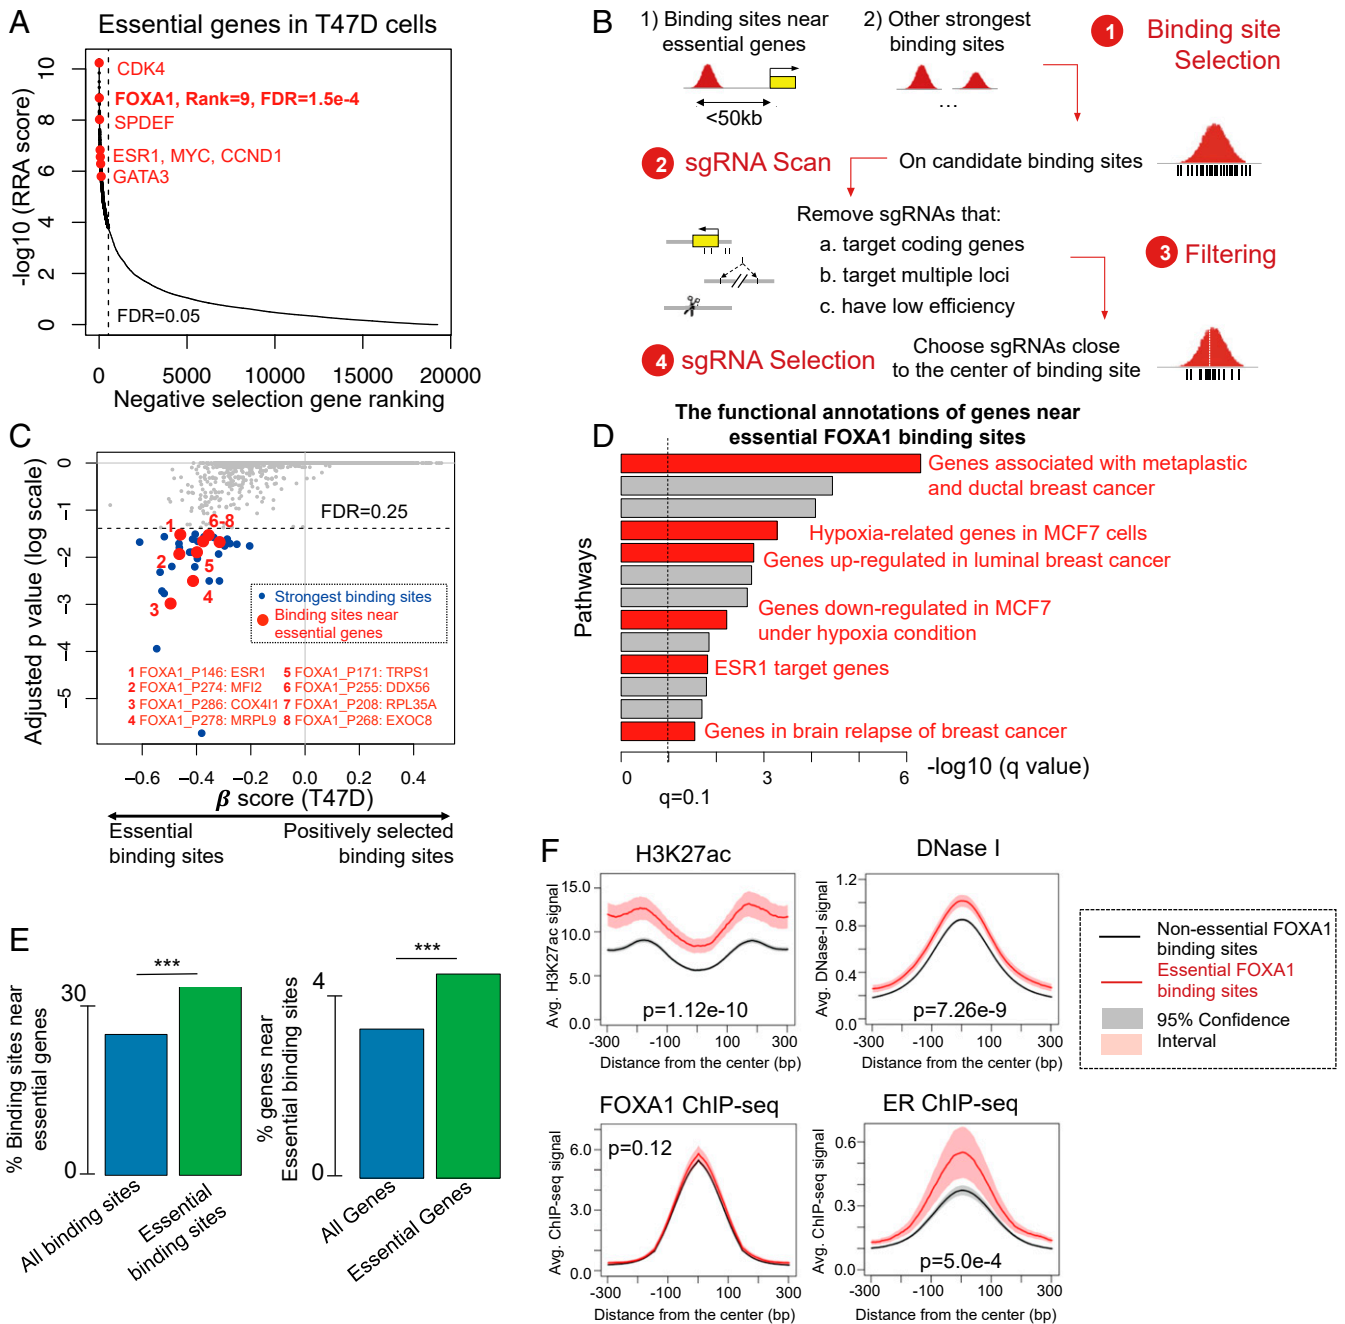 A
Essential genes in T47D cells
-log10 (RRA score)
10
8
6
4
2
0
CDK4
FOXA1, Rank=9, FDR=1.5e-4
SPDEF
ESR1, MYC, CCND1
GATA3
FDR=0.05
0
5000
10000
15000
20000
Negative selection gene ranking
B
1) Binding sites near
essential genes
<50kb
2) Other strongest
binding sites
...
1
Binding site
Selection
2
sgRNA Scan
On candidate binding sites
Remove sgRNAs that:
a. target coding genes
b. target multiple loci
c. have low efficiency
3
Filtering
4
sgRNA Selection
Choose sgRNAs close
to the center of binding site
C
Adjusted p value (log scale)
0
−1
−2
−3
−4
−5
FDR=0.25
1
6-8
2
5
3
4
Strongest binding sites
Binding sites near
essential genes
1 FOXA1_P146: ESR1
2 FOXA1_P274: MFI2
3 FOXA1_P286: COX4I1
4 FOXA1_P278: MRPL9
5 FOXA1_P171: TRPS1
6 FOXA1_P255: DDX56
7 FOXA1_P208: RPL35A
8 FOXA1_P268: EXOC8
−0.6
−0.4
−0.2
0.0
0.2
0.4
β score (T47D)
Essential
binding sites
Positively selected
binding sites
D
The functional annotations of genes near
essential FOXA1 binding sites
Pathways
Genes associated with metaplastic
and ductal breast cancer
Hypoxia-related genes in MCF7 cells
Genes up-regulated in luminal breast cancer
Genes down-regulated in MCF7
under hypoxia condition
ESR1 target genes
Genes in brain relapse of breast cancer
0
3
6
-log10 (q value)
q=0.1
E
% Binding sites near
essential genes
30
0
***
All binding sites
Essential
binding sites
% genes near
Essential binding sites
4
0
***
All Genes
Essential Genes
F
H3K27ac
Avg. H3K27ac signal
15.0
10.0
5.0
0.0
p=1.12e-10
-300
-100
100
300
Distance from the center (bp)
DNase I
Avg. DNase-I signal
1.2
0.8
0.4
0.0
p=7.26e-9
-300
-100
100
300
Distance from the center (bp)
Non-essential FOXA1
binding sites
Essential FOXA1
binding sites
95% Confidence
Interval
FOXA1 ChIP-seq
Avg. ChIP-seq signal
6.0
3.0
0.0
p=0.12
-300
-100
100
300
Distance from the center (bp)
ER ChIP-seq
Avg. ChIP-seq signal
0.6
0.3
0.0
p=5.0e-4
-300
-100
100
300
Distance from the center (bp)